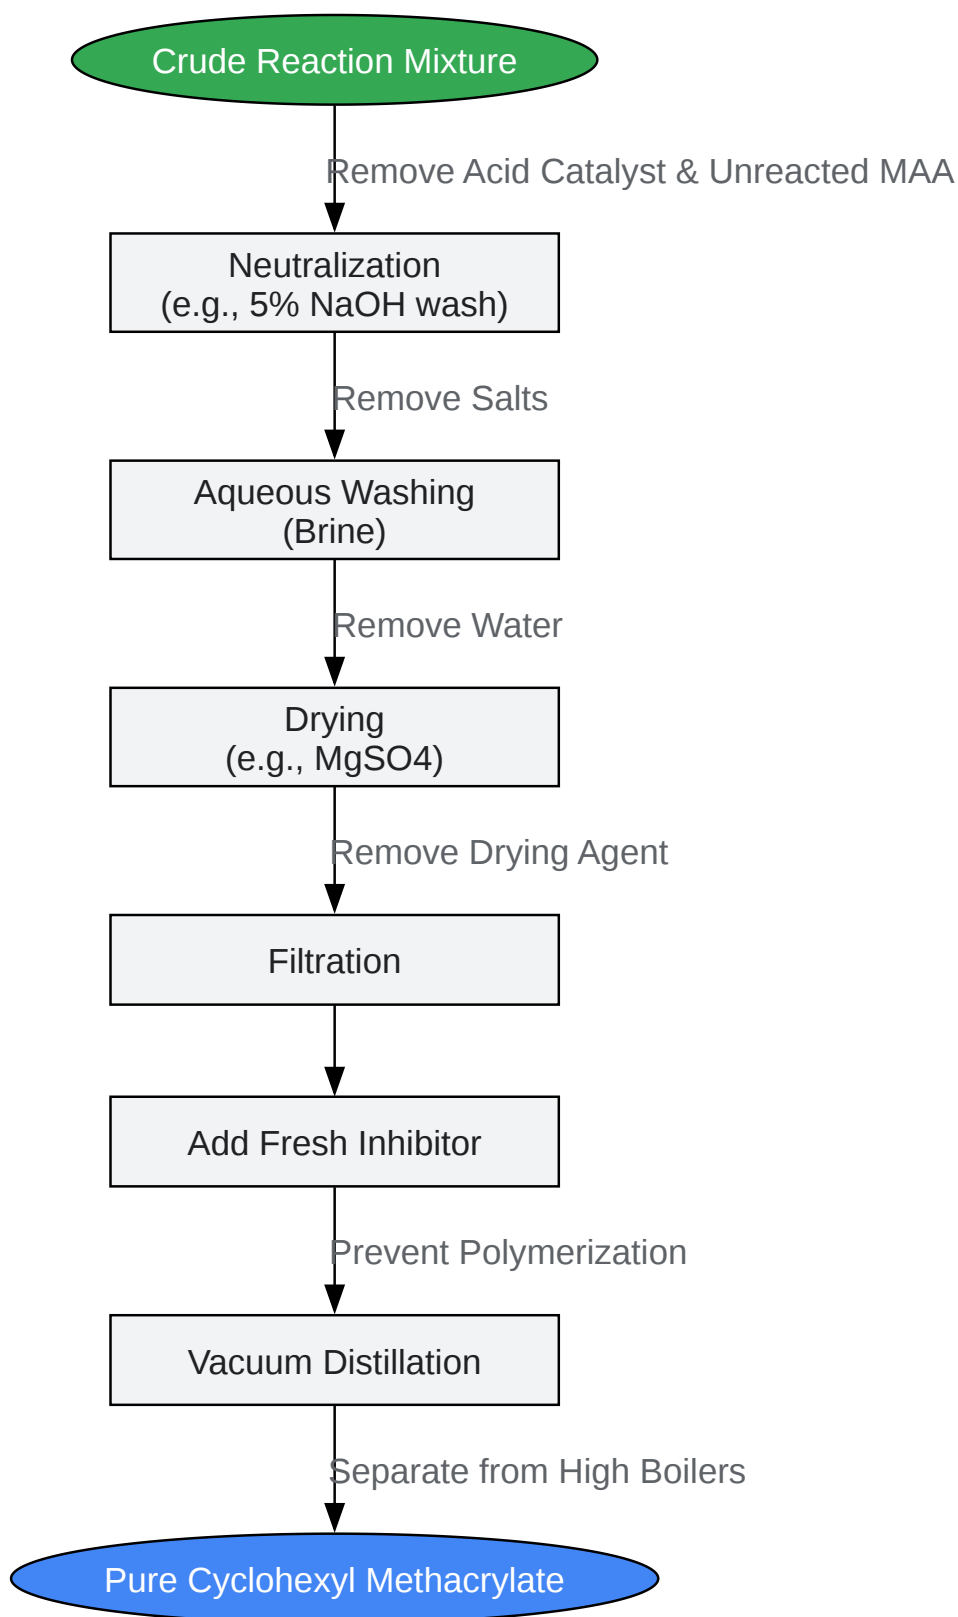 Crude Reaction Mixture
Remove Acid Catalyst & Unreacted MAA
Neutralization
(e.g., 5% NaOH wash)
Remove Salts
Aqueous Washing
(Brine)
Remove Water
Drying
(e.g., MgSO4)
Remove Drying Agent
Filtration
Add Fresh Inhibitor
Prevent Polymerization
Vacuum Distillation
Separate from High Boilers
Pure Cyclohexyl Methacrylate